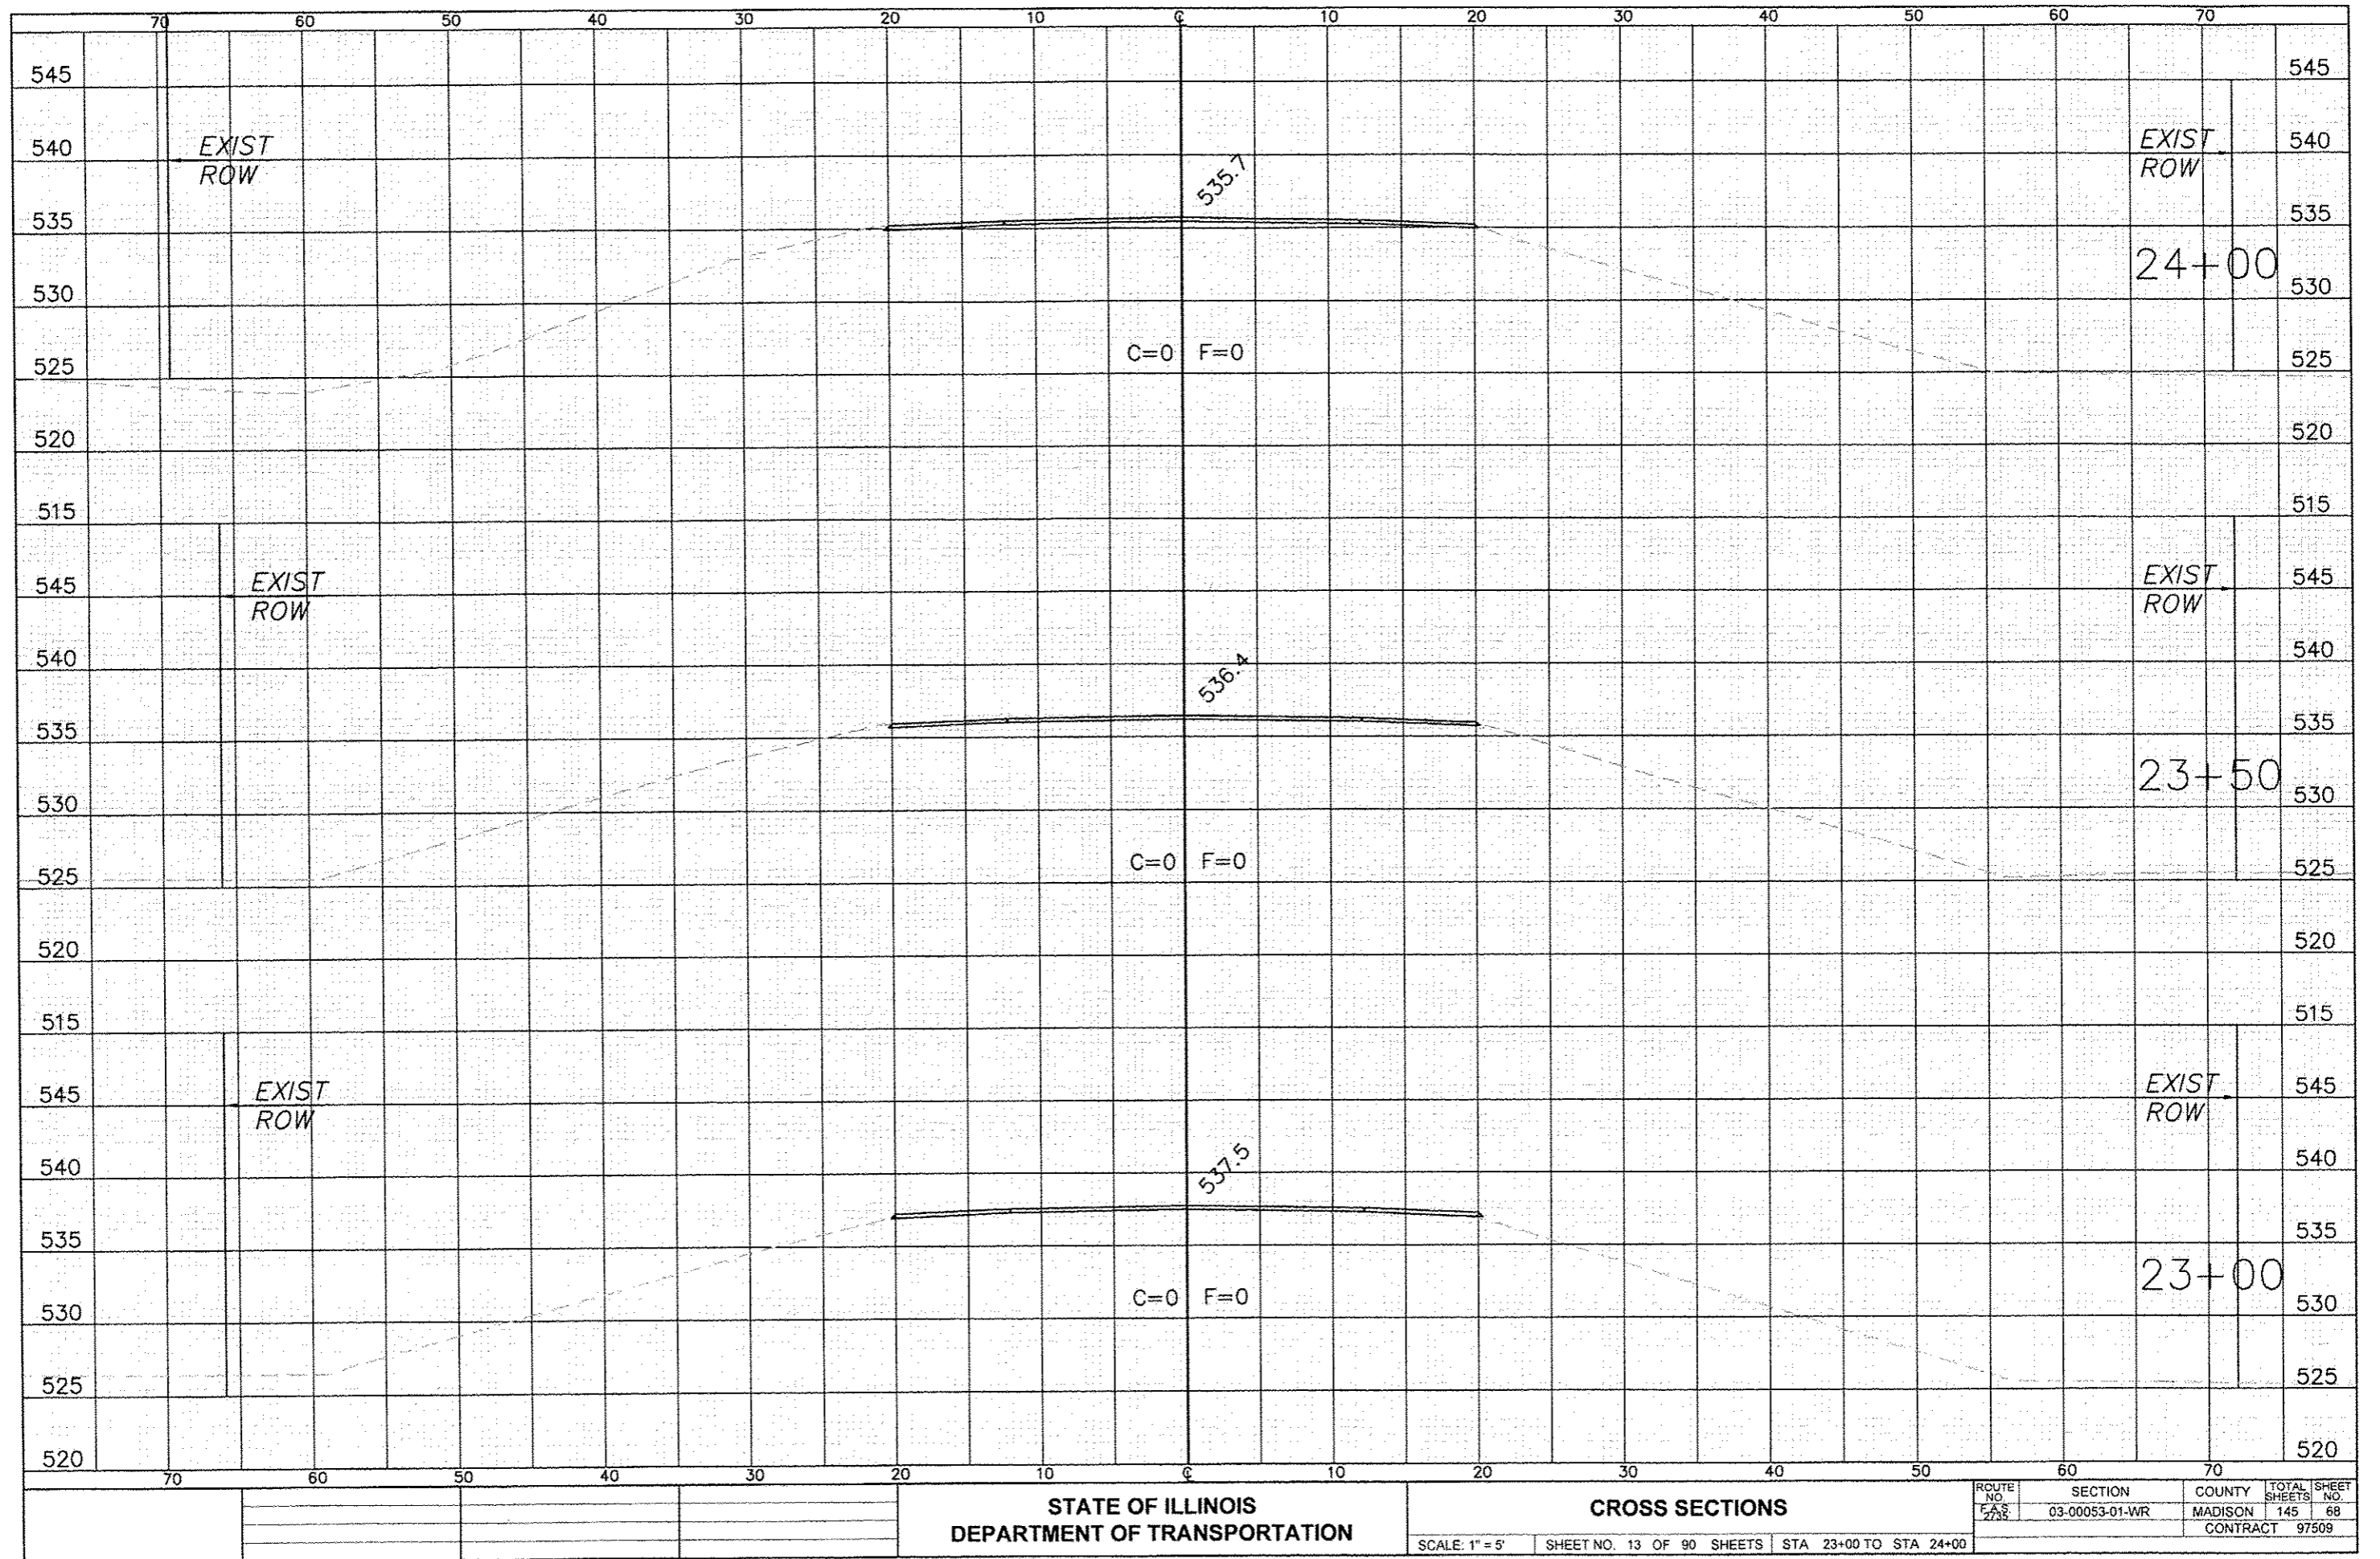 70 60 50 40 30 20 10 ℄ 10 20 30 40 50 60 70
545 545
EXIST
ROW
EXIST
ROW
540 540
535.7
535 535
24+00
530 530
C=0 F=0
525 525
520 520
515 515
EXIST
ROW
EXIST
ROW
545 545
540 540
536.4
535 535
23+50
530 530
C=0 F=0
525 525
520 520
515 515
EXIST
ROW
EXIST
ROW
545 545
540 540
537.5
535 535
23+00
530 530
C=0 F=0
525 525
520 520
70 60 50 40 30 20 10 ℄ 10 20 30 40 50 60 70
STATE OF ILLINOIS
DEPARTMENT OF TRANSPORTATION
CROSS SECTIONS
SCALE: 1" = 5' SHEET NO. 13 OF 90 SHEETS STA 23+00 TO STA 24+00
ROUTE NO. SECTION COUNTY TOTAL SHEETS SHEET NO.
F.A.S. 2735 03-00053-01-WR MADISON 145 68
CONTRACT 97509